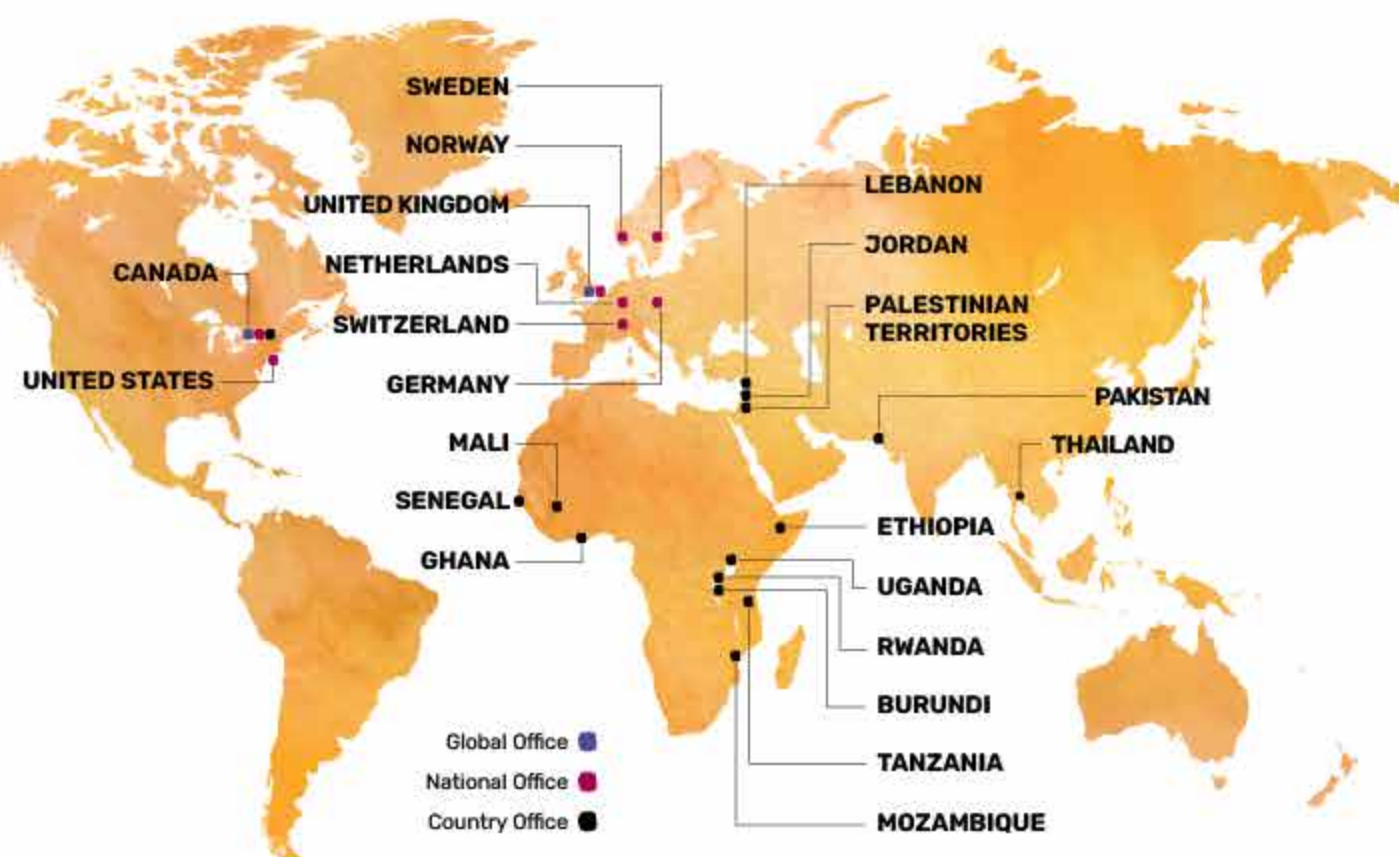 SWEDEN
NORWAY
UNITED KINGDOM
NETHERLANDS
SWITZERLAND
GERMANY
CANADA
UNITED STATES
MALI
SENEGAL
GHANA
LEBANON
JORDAN
PALESTINIAN
TERRITORIES
PAKISTAN
THAILAND
ETHIOPIA
UGANDA
RWANDA
BURUNDI
TANZANIA
MOZAMBIQUE
Global Office
National Office
Country Office